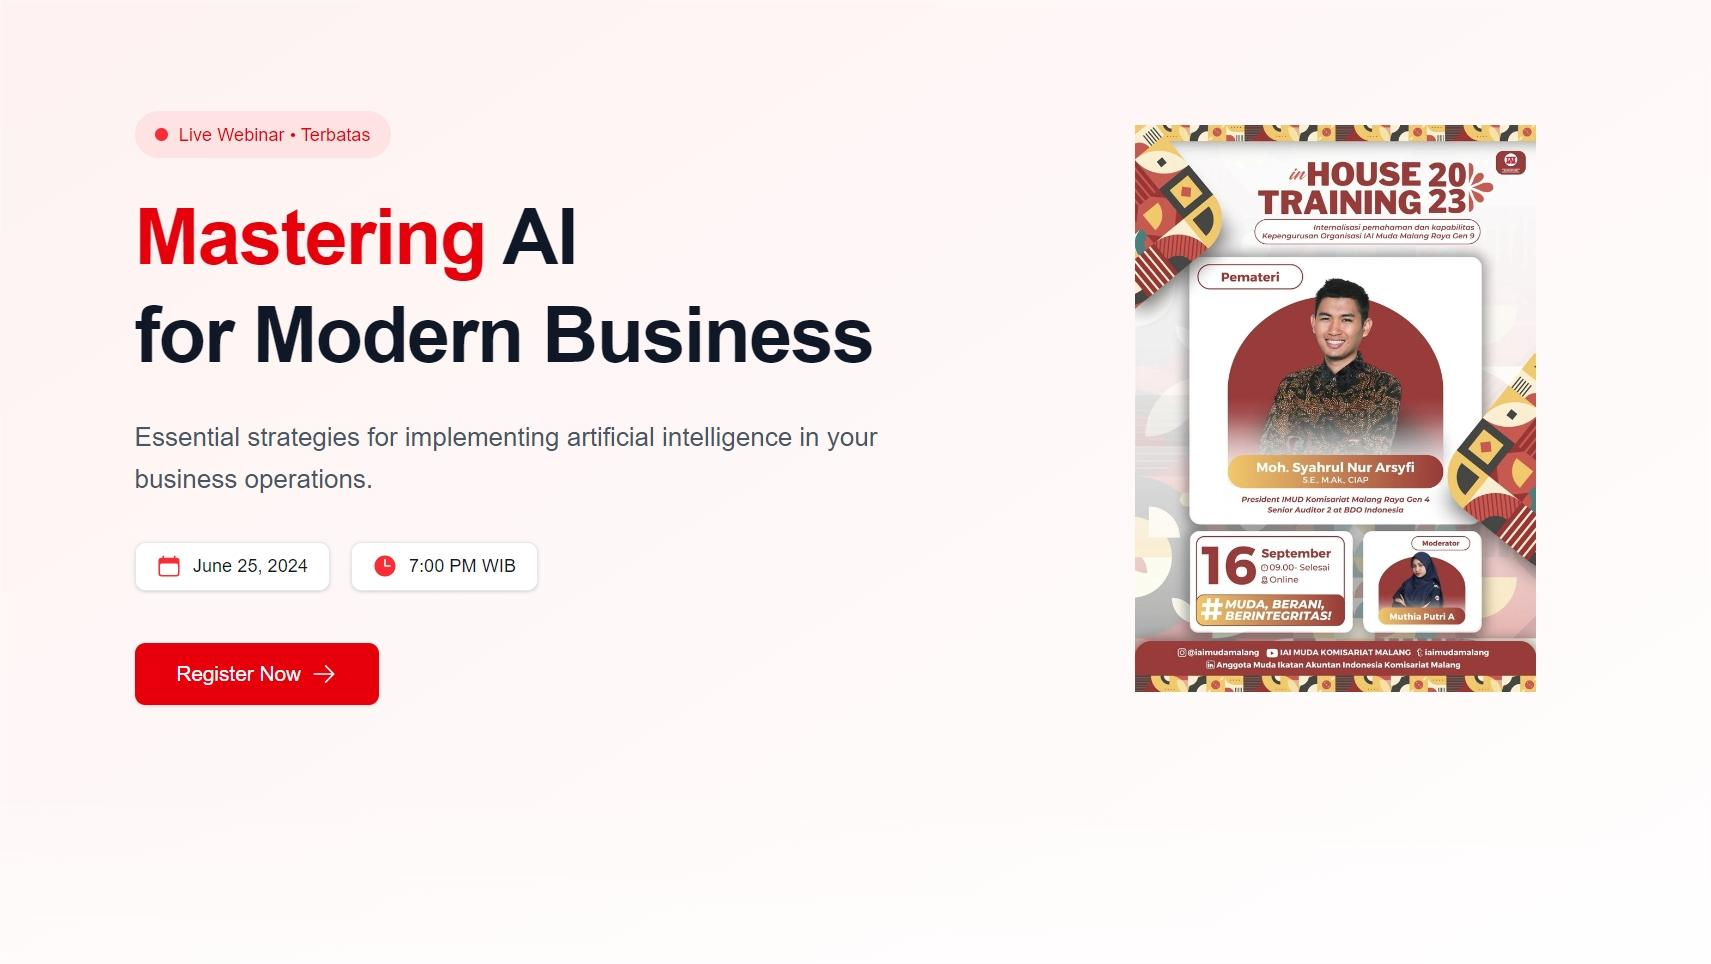 Live Webinar • Terbatas
Mastering AI
for Modern Business
Essential strategies for implementing artificial intelligence in your
business operations.
June 25, 2024
7:00 PM WIB
Register Now
in HOUSE 20
TRAINING 23
Internalisasi pemahaman dan kapabilitas
Kepengurusan Organisasi IAI Muda Malang Raya Gen 9
Pemateri
Moh. Syahrul Nur Arsyfi
S.E., M.Ak., CIAP
President IMUD Komisariat Malang Raya Gen 4
Senior Auditor 2 at BDO Indonesia
16 September
09.00- Selesai
Online
# MUDA, BERANI,
BERINTEGRITAS!
Moderator
Muthia Putri A
@iaimudamalang IAI MUDA KOMISARIAT MALANG iaimudamalang
Anggota Muda Ikatan Akuntan Indonesia Komisariat Malang